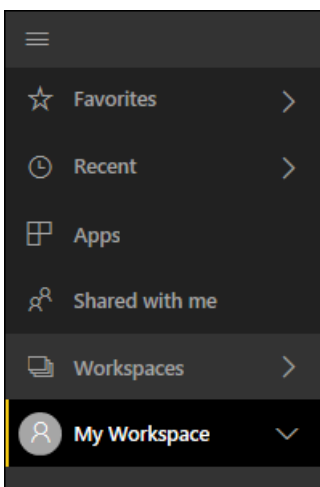 Favorites
Recent
Apps
Shared with me
Workspaces
My Workspace